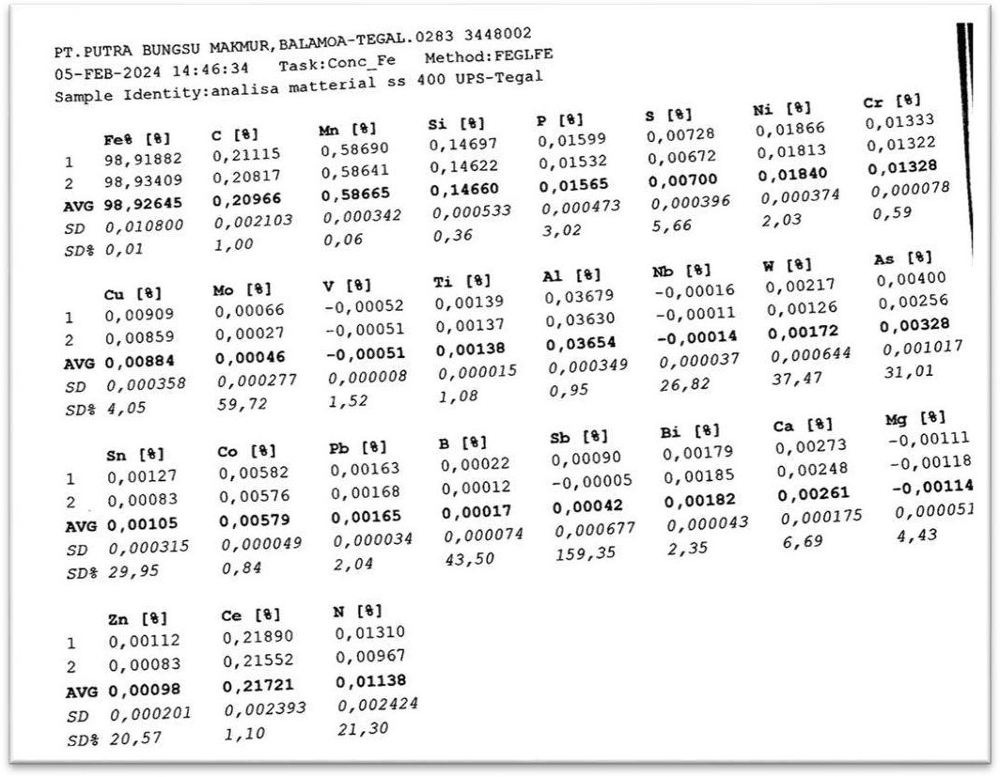 PT.PUTRA BUNGSU MAKMUR,BALAMOA-TEGAL.0283 3448002
05-FEB-2024 14:46:34 Task:Conc_Fe Method:FEGLFE
Sample Identity:analisa matterial ss 400 UPS-Tegal
Fe% [%] C [%] Mn [%] Si [%] P [%] S [%] Ni [%] Cr [%]
1 98,91882 0,21115 0,58690 0,14697 0,01599 0,00728 0,01866 0,01333
2 98,93409 0,20817 0,58641 0,14622 0,01532 0,00672 0,01813 0,01322
AVG 98,92645 0,20966 0,58665 0,14660 0,01565 0,00700 0,01840 0,01328
SD 0,010800 0,002103 0,000342 0,000533 0,000473 0,000396 0,000374 0,000078
SD% 0,01 1,00 0,06 0,36 3,02 5,66 2,03 0,59
Cu [%] Mo [%] V [%] Ti [%] Al [%] Nb [%] W [%] As [%]
1 0,00909 0,00066 -0,00052 0,00139 0,03679 -0,00016 0,00217 0,00400
2 0,00859 0,00027 -0,00051 0,00137 0,03630 -0,00011 0,00126 0,00256
AVG 0,00884 0,00046 -0,00051 0,00138 0,03654 -0,00014 0,00172 0,00328
SD 0,000358 0,000277 0,000008 0,000015 0,000349 0,000037 0,000644 0,001017
SD% 4,05 59,72 1,52 1,08 0,95 26,82 37,47 31,01
Sn [%] Co [%] Pb [%] B [%] Sb [%] Bi [%] Ca [%] Mg [%]
1 0,00127 0,00582 0,00163 0,00022 0,00090 0,00179 0,00273 -0,00111
2 0,00083 0,00576 0,00168 0,00012 -0,00005 0,00185 0,00248 -0,00118
AVG 0,00105 0,00579 0,00165 0,00017 0,00042 0,00182 0,00261 -0,00114
SD 0,000315 0,000049 0,000034 0,000074 0,000677 0,000043 0,000175 0,000051
SD% 29,95 0,84 2,04 43,50 159,35 2,35 6,69 4,43
Zn [%] Ce [%] N [%]
1 0,00112 0,21890 0,01310
2 0,00083 0,21552 0,00967
AVG 0,00098 0,21721 0,01138
SD 0,000201 0,002393 0,002424
SD% 20,57 1,10 21,30